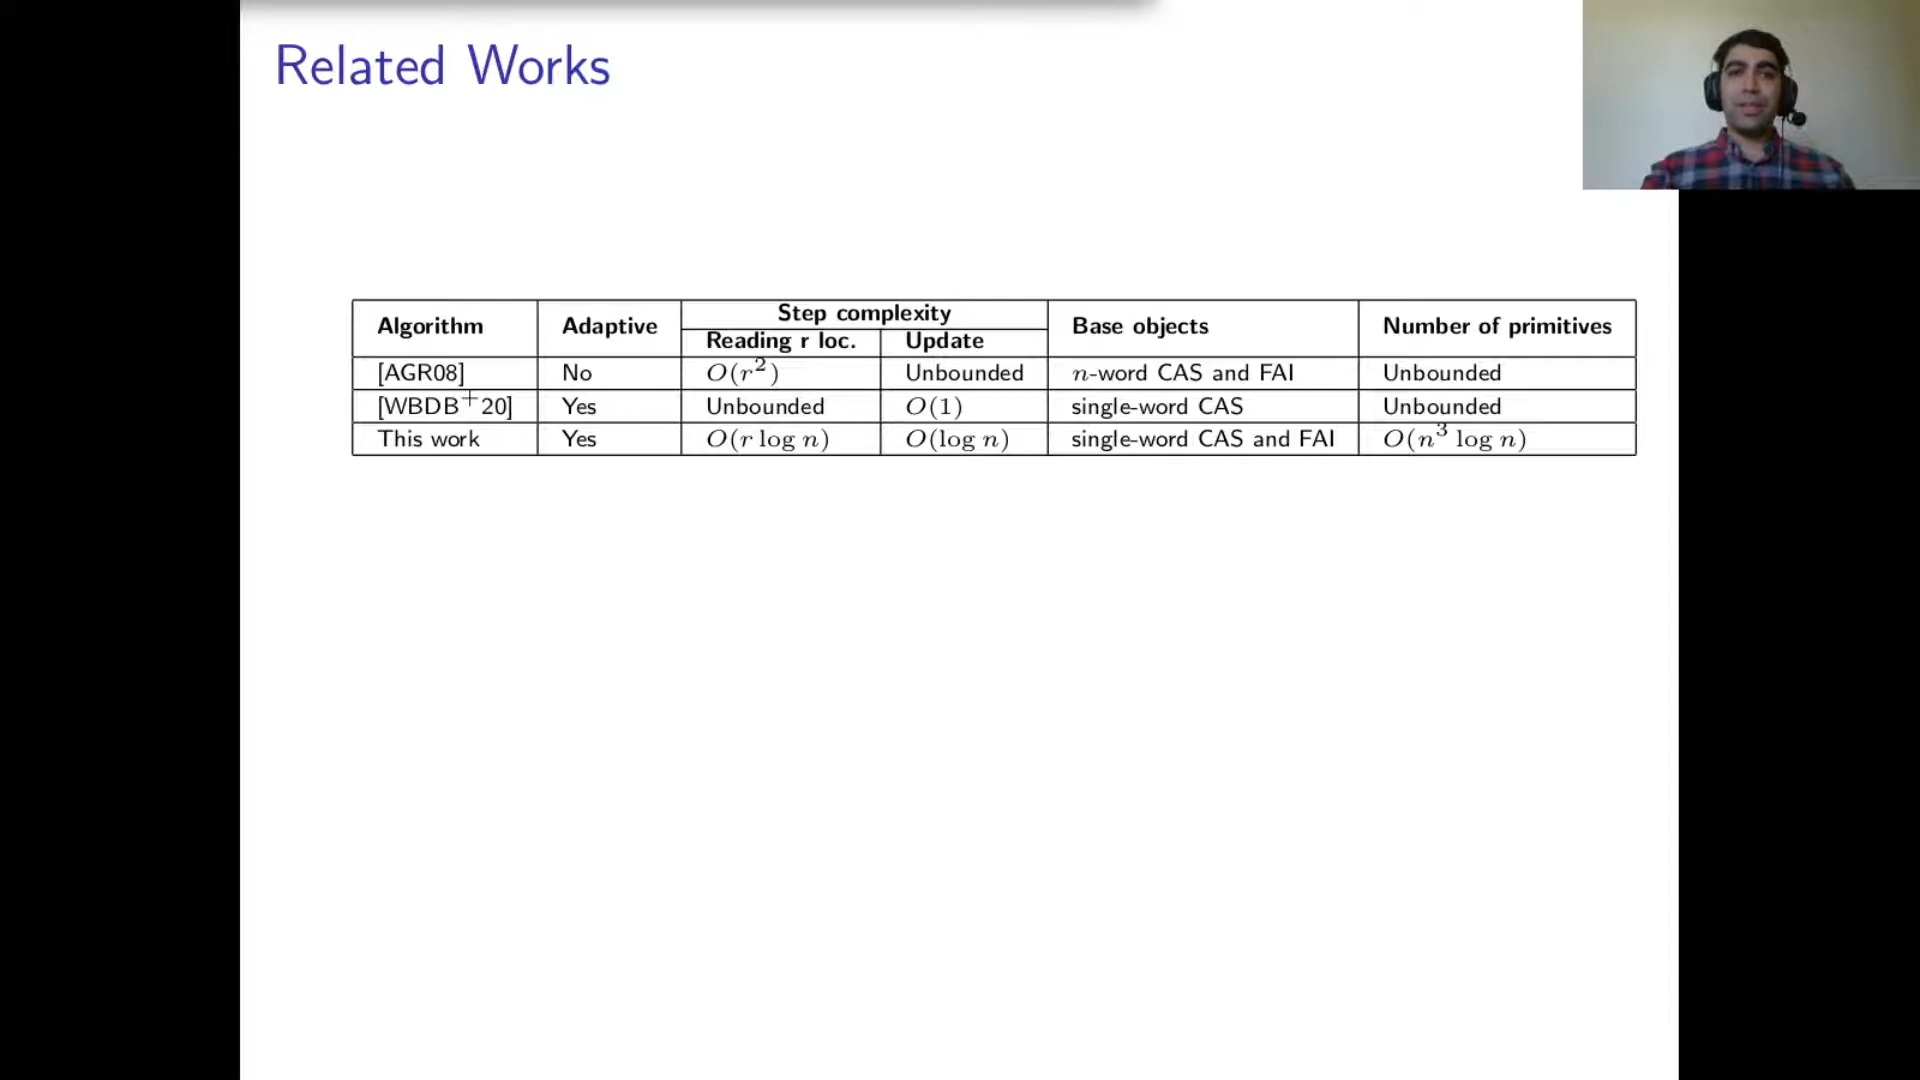 Related Works
Algorithm Adaptive Step complexity Base objects Number of primitives
Reading r loc. Update
[AGR08] No O(r²) Unbounded n-word CAS and FAI Unbounded
[WBDB⁺20] Yes Unbounded O(1) single-word CAS Unbounded
This work Yes O(r log n) O(log n) single-word CAS and FAI O(n³ log n)